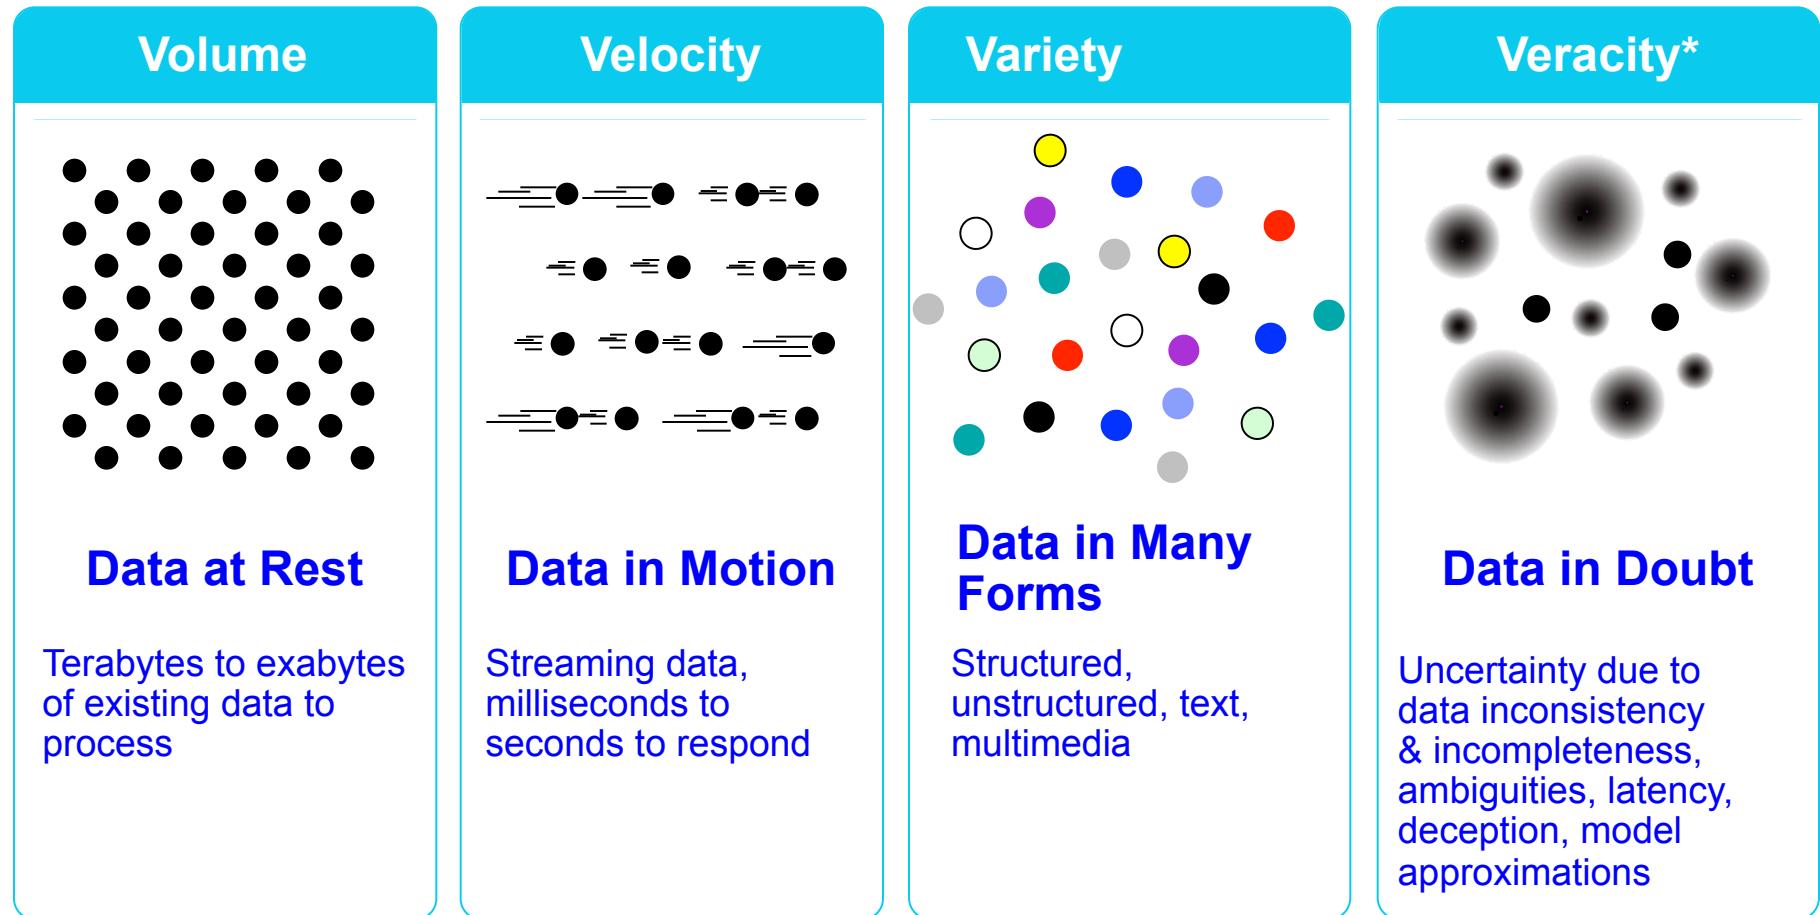 Volume
Data at Rest
Terabytes to exabytes
of existing data to
process
Velocity
Data in Motion
Streaming data,
milliseconds to
seconds to respond
Variety
Data in Many
Forms
Structured,
unstructured, text,
multimedia
Veracity*
Data in Doubt
Uncertainty due to
data inconsistency
& incompleteness,
ambiguities, latency,
deception, model
approximations